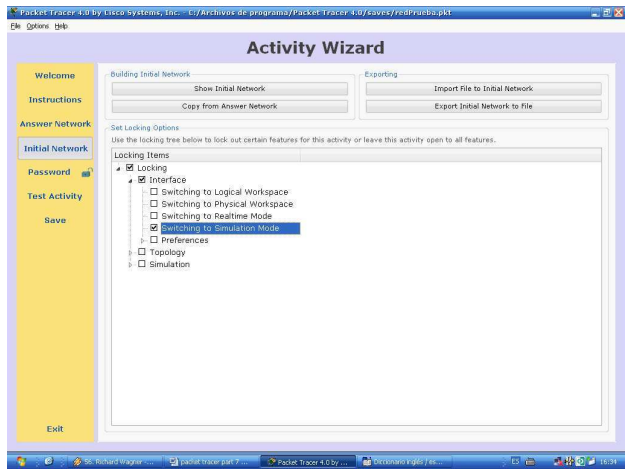 Packet Tracer 4.0 by Cisco Systems, Inc. - C:/Archivos de programa/Packet Tracer 4.0/saves/redPrueba.pkt
File Options Help
Activity Wizard
Welcome
Instructions
Answer Network
Initial Network
Password
Test Activity
Save
Exit
Building Initial Network
Show Initial Network
Copy from Answer Network
Exporting
Import File to Initial Network
Export Initial Network to File
Set Locking Options
Use the locking tree below to lock out certain features for this activity or leave this activity open to all features.
Locking Items
Locking
Interface
Switching to Logical Workspace
Switching to Physical Workspace
Switching to Realtime Mode
Switching to Simulation Mode
Preferences
Topology
Simulation
56. Richard Wagner -...
packet tracer part 7 ...
Packet Tracer 4.0 by ...
Diccionario inglés / es...
ES
16:34